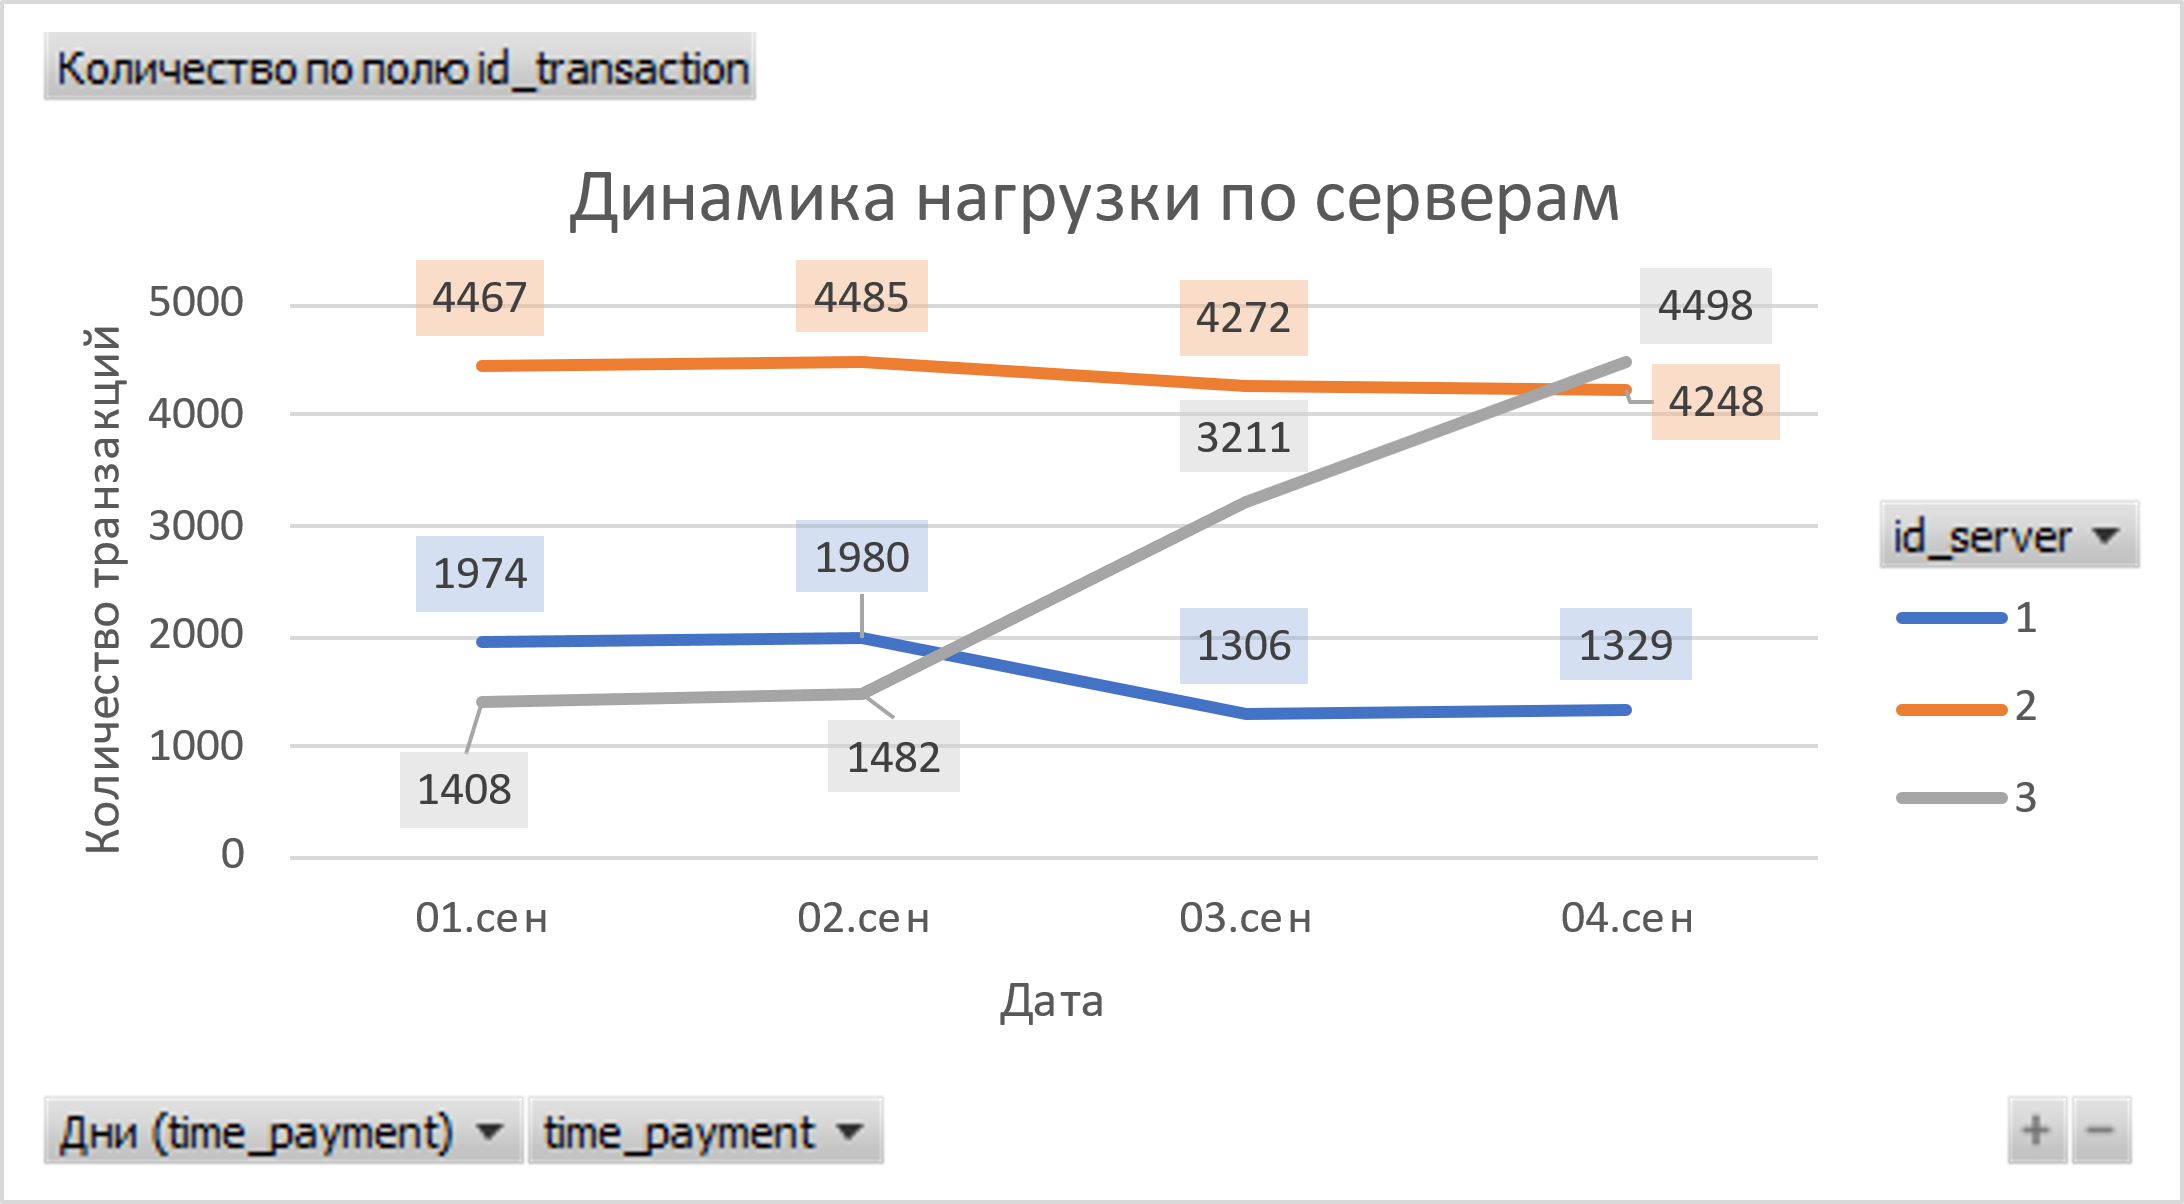 Количество по полю id_transaction
Динамика нагрузки по серверам
Количество транзакций
5000
4000
3000
2000
1000
0
4467
4485
4272
4498
4248
3211
1974
1980
1306
1329
1408
1482
01.сен
02.сен
03.сен
04.сен
Дата
id_server
1
2
3
Дни (time_payment)
time_payment
+
−